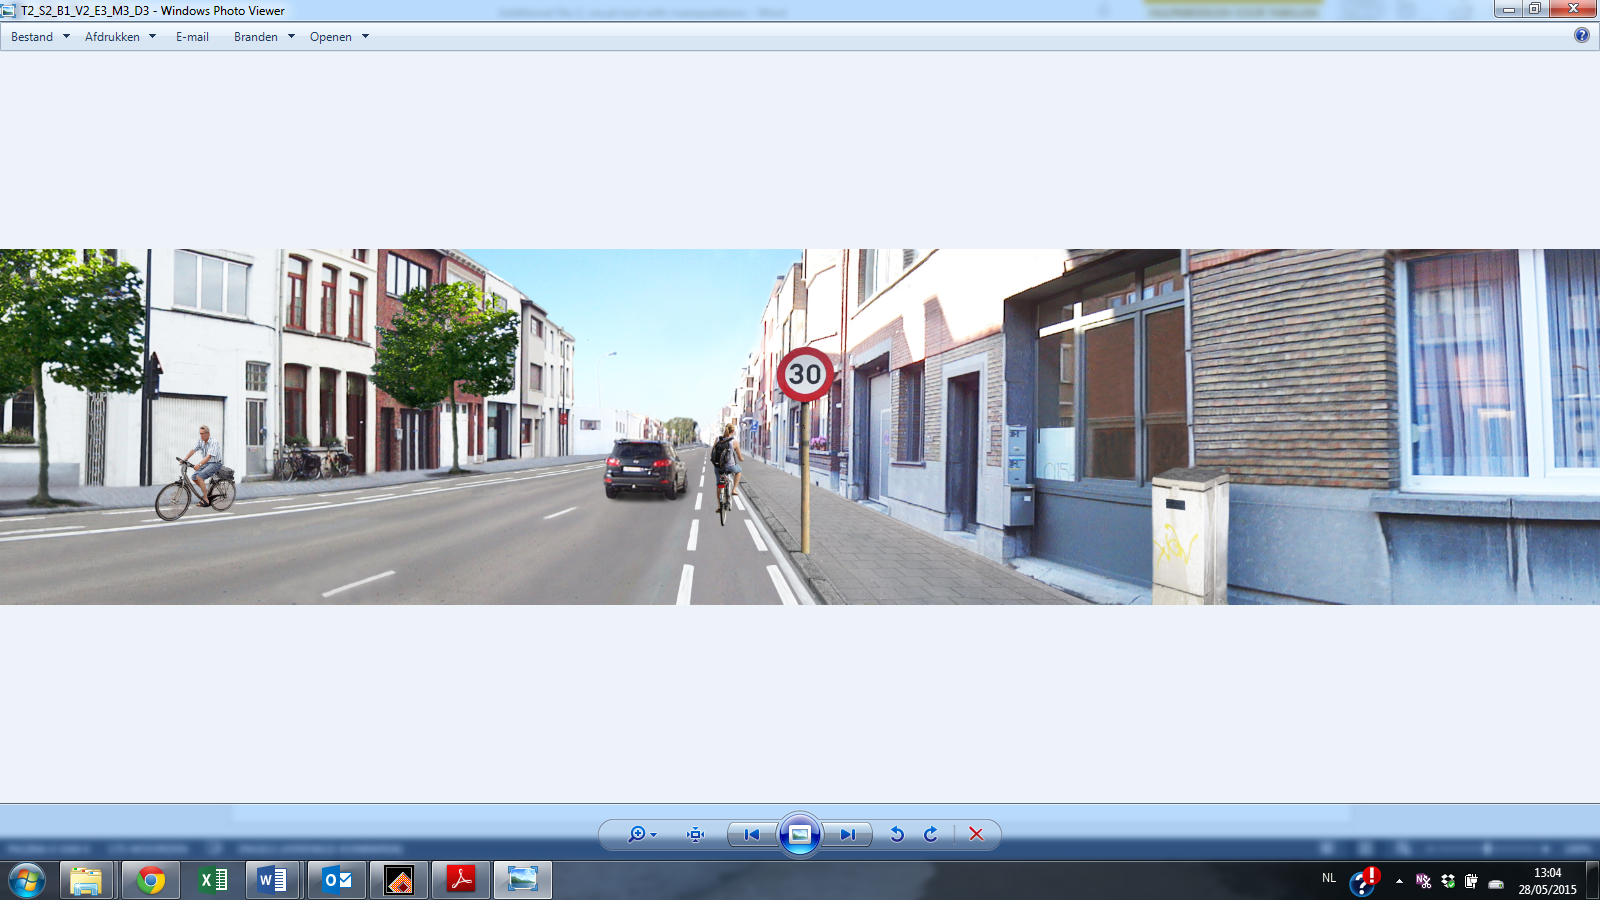 T2_S2_B1_V2_E3_M3_D3 - Windows Photo Viewer
Bestand Afdrukken E-mail Branden Openen
30
NL
13:04
28/05/2015